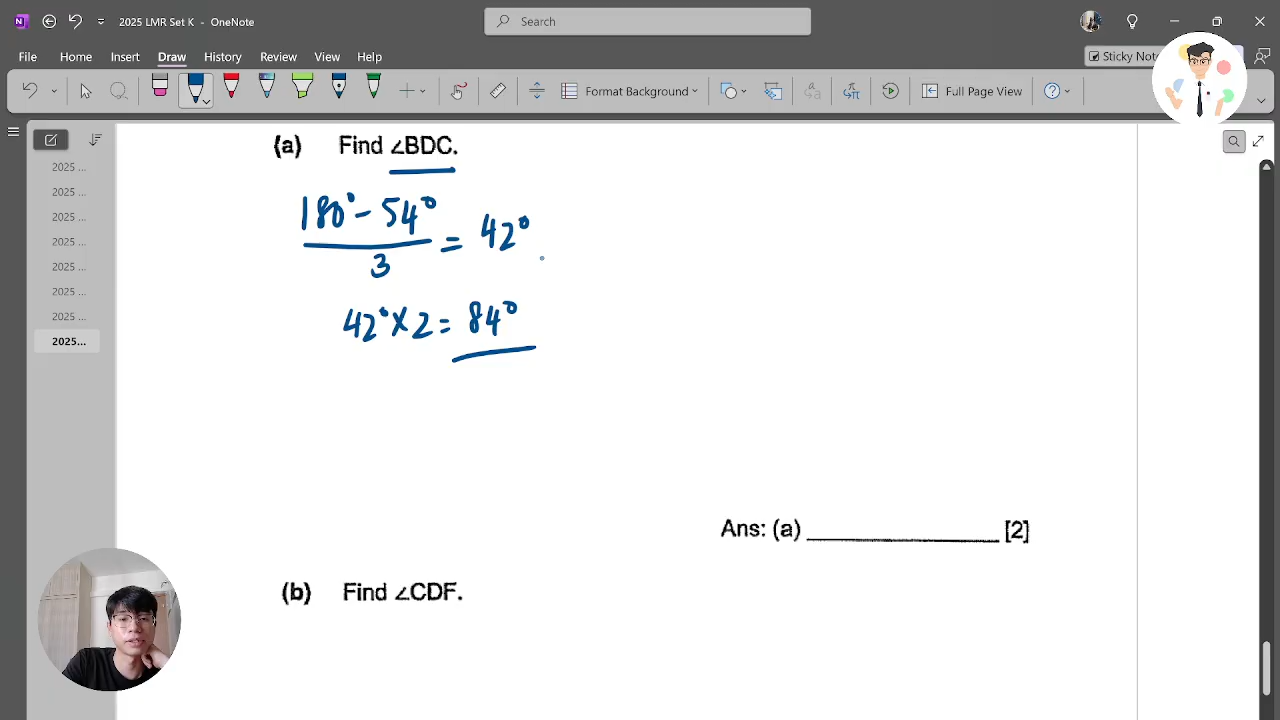 2025 LMR Set K - OneNote
Search
File Home Insert Draw History Review View Help
Sticky Note
Format Background
Full Page View
2025 ...
2025 ...
2025 ...
2025 ...
2025 ...
2025 ...
2025 ...
2025...
(a) Find ∠BDC.
180° - 54° / 3 = 42°
42° × 2 = 84°
Ans: (a) ____________ [2]
(b) Find ∠CDF.